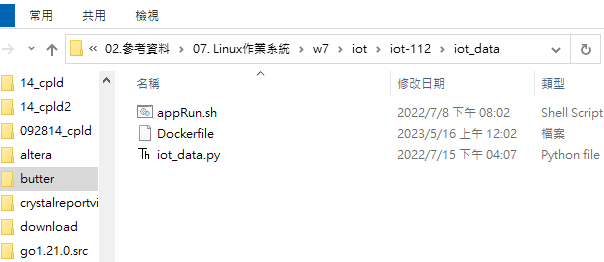 常用 共用 檢視
« 02.參考資料 › 07. Linux作業系統 › w7 › iot › iot-112 › iot_data
名稱 修改日期 類型
14_cpld
14_cpld2
092814_cpld
altera
butter
crystalreportvi
download
go1.21.0.src
appRun.sh 2022/7/8 下午 08:02 Shell Script
Dockerfile 2023/5/16 上午 12:02 檔案
iot_data.py 2022/7/15 下午 04:07 Python file